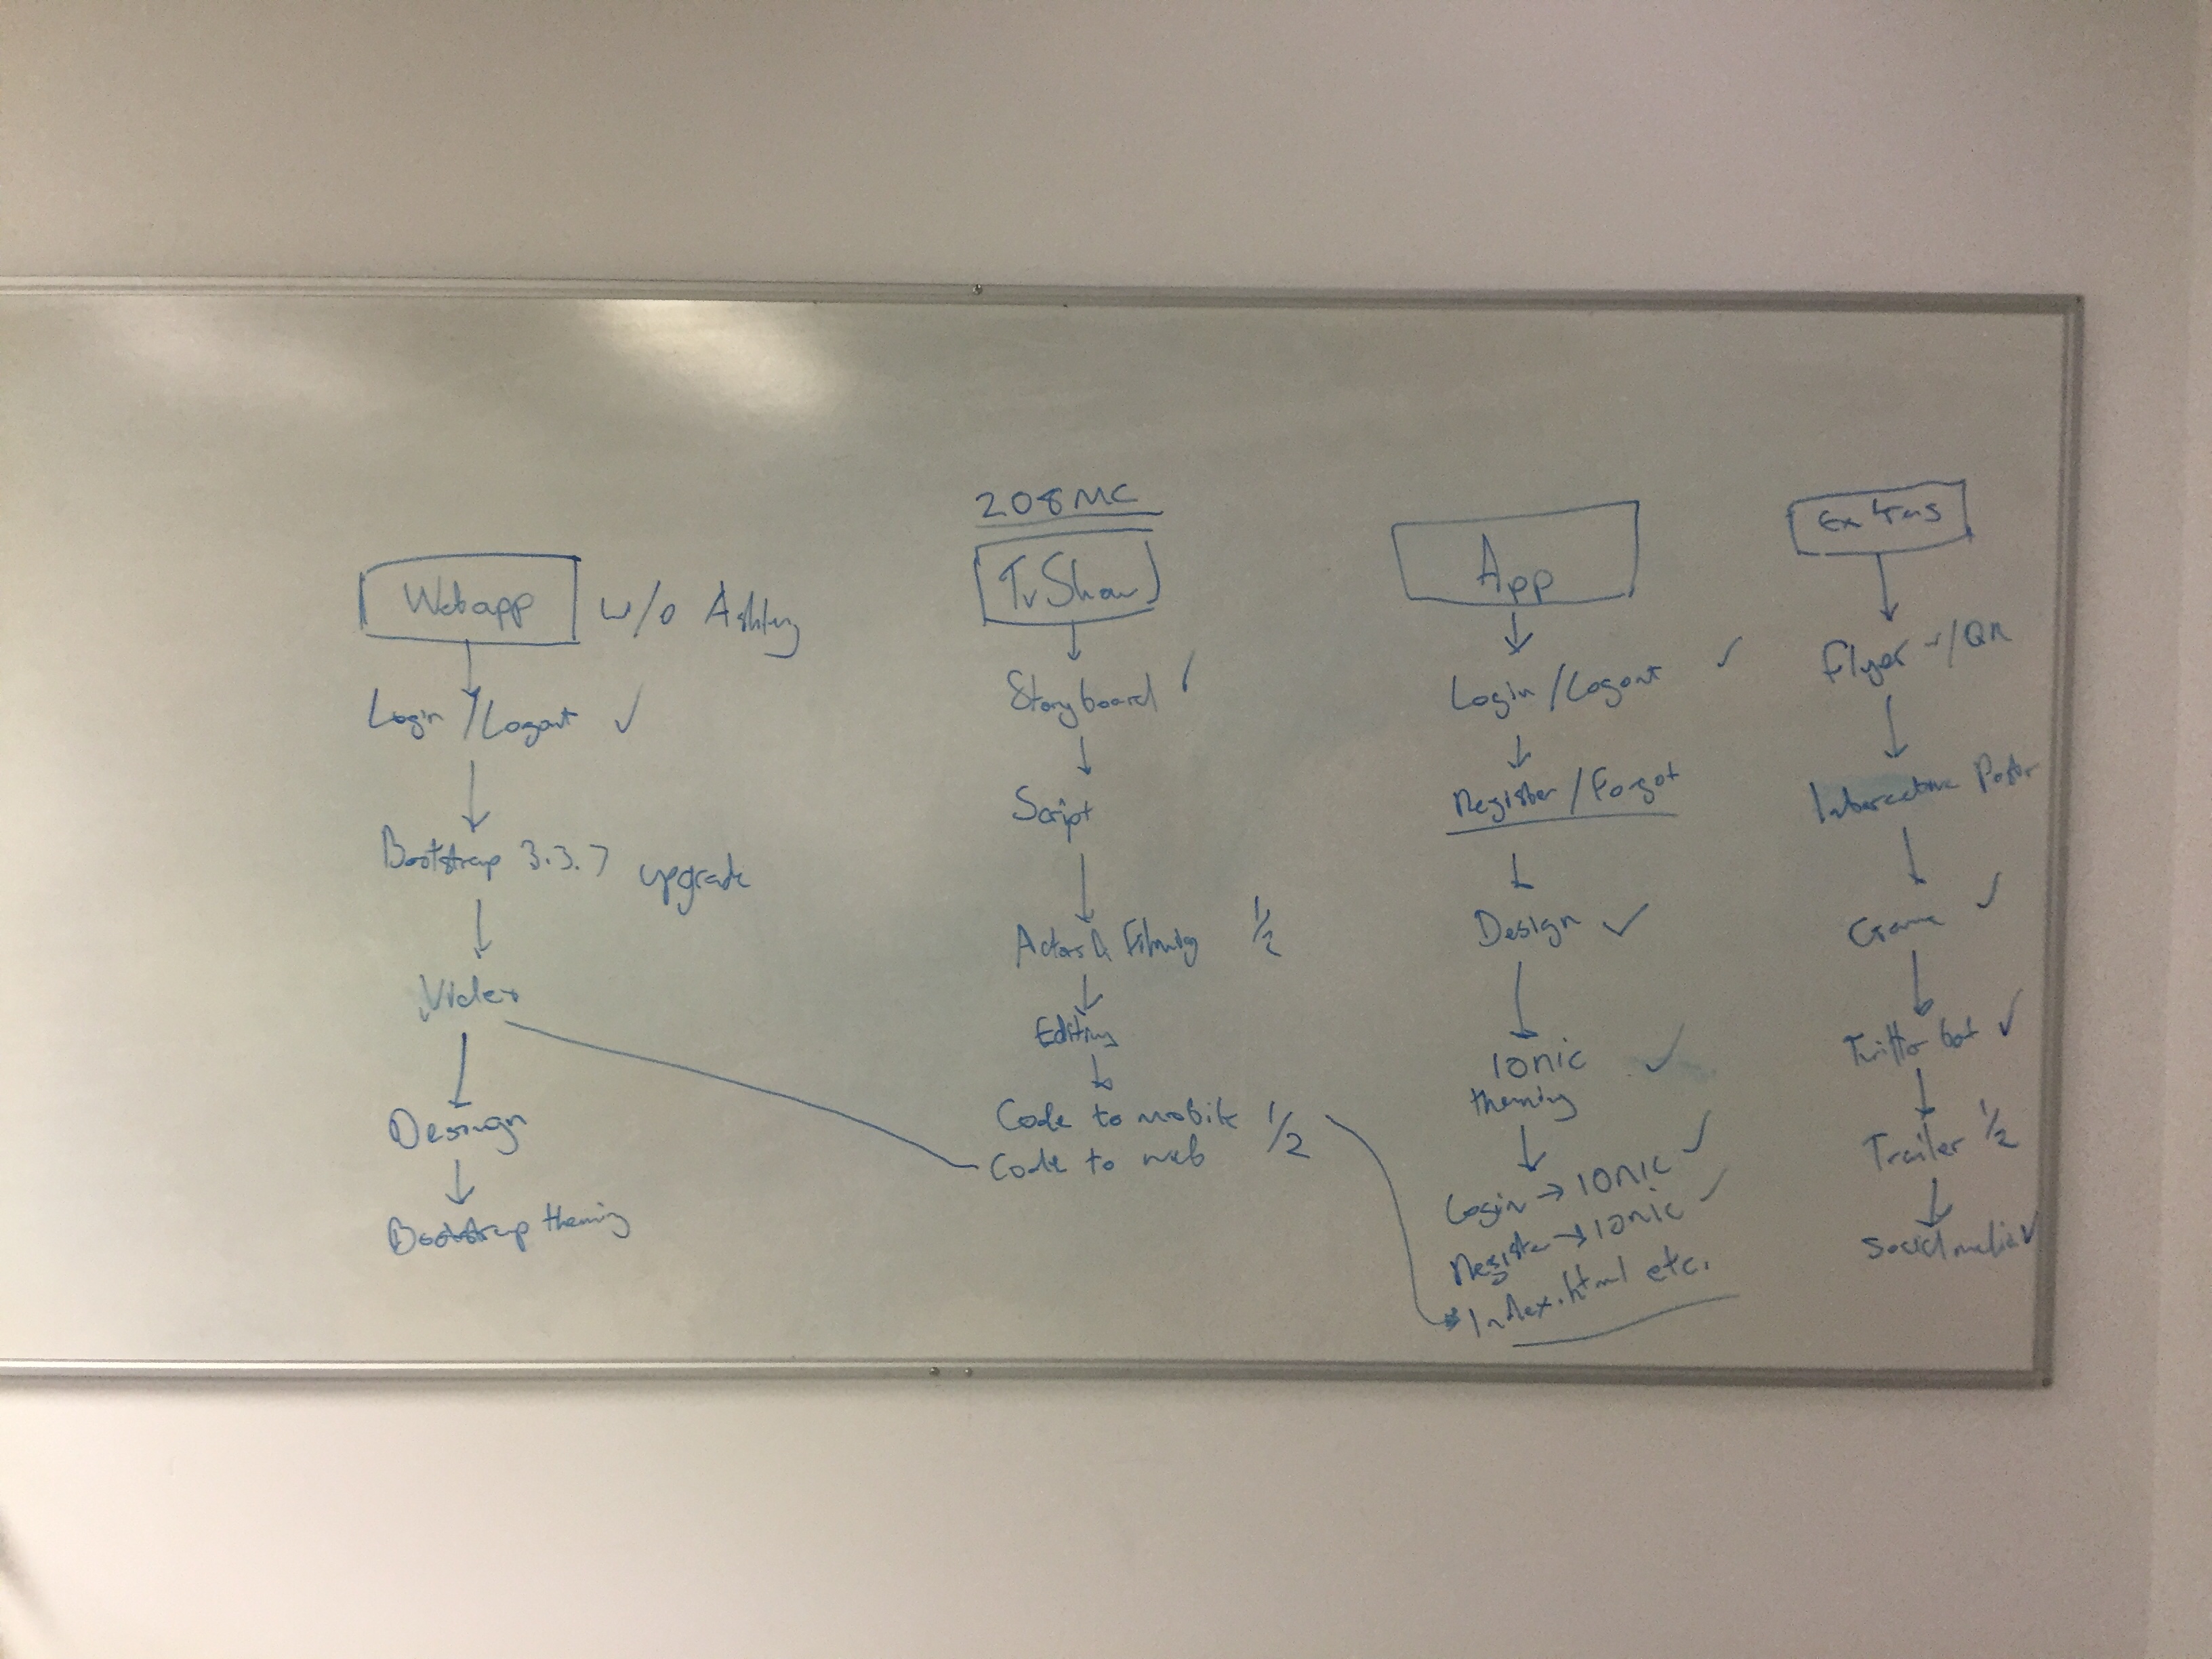 208MC
Webapp w/o Ashley
Login/Logout ✓
Bootstrap 3.3.7 upgrade
Video
Design
Bootstrap theming
Tv Show
Storyboard ✓
Script
Actors & Filming 1/2
Editing
Code to mobile 1/2
Code to web
App
Login/Logout ✓
Register/Forgot
Design ✓
IONIC ✓
theming
Login → IONIC ✓
Register → IONIC ✓
Index.html etc.
Extras
Flyer w/QR
Interactive Poster
Game ✓
Twitter bot ✓
Trailer 1/2
Social media ✓